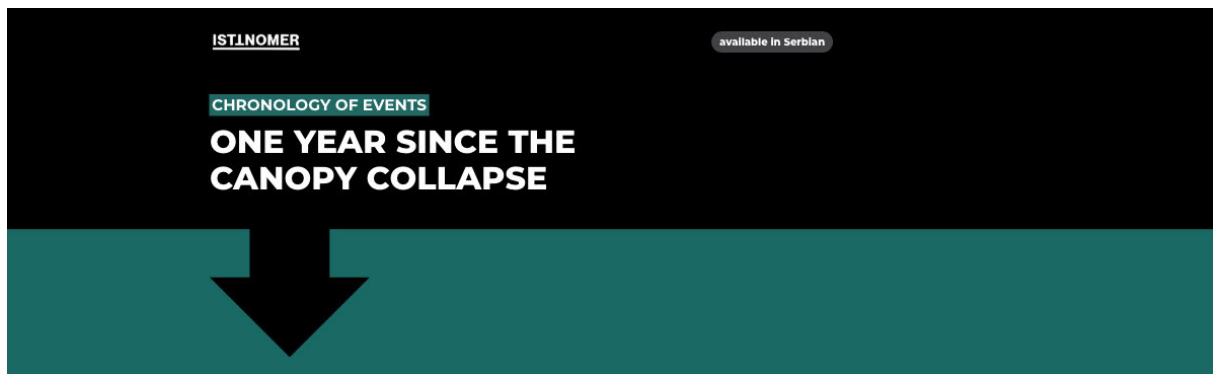 ISTINOMER
available in Serbian
CHRONOLOGY OF EVENTS
ONE YEAR SINCE THE
CANOPY COLLAPSE